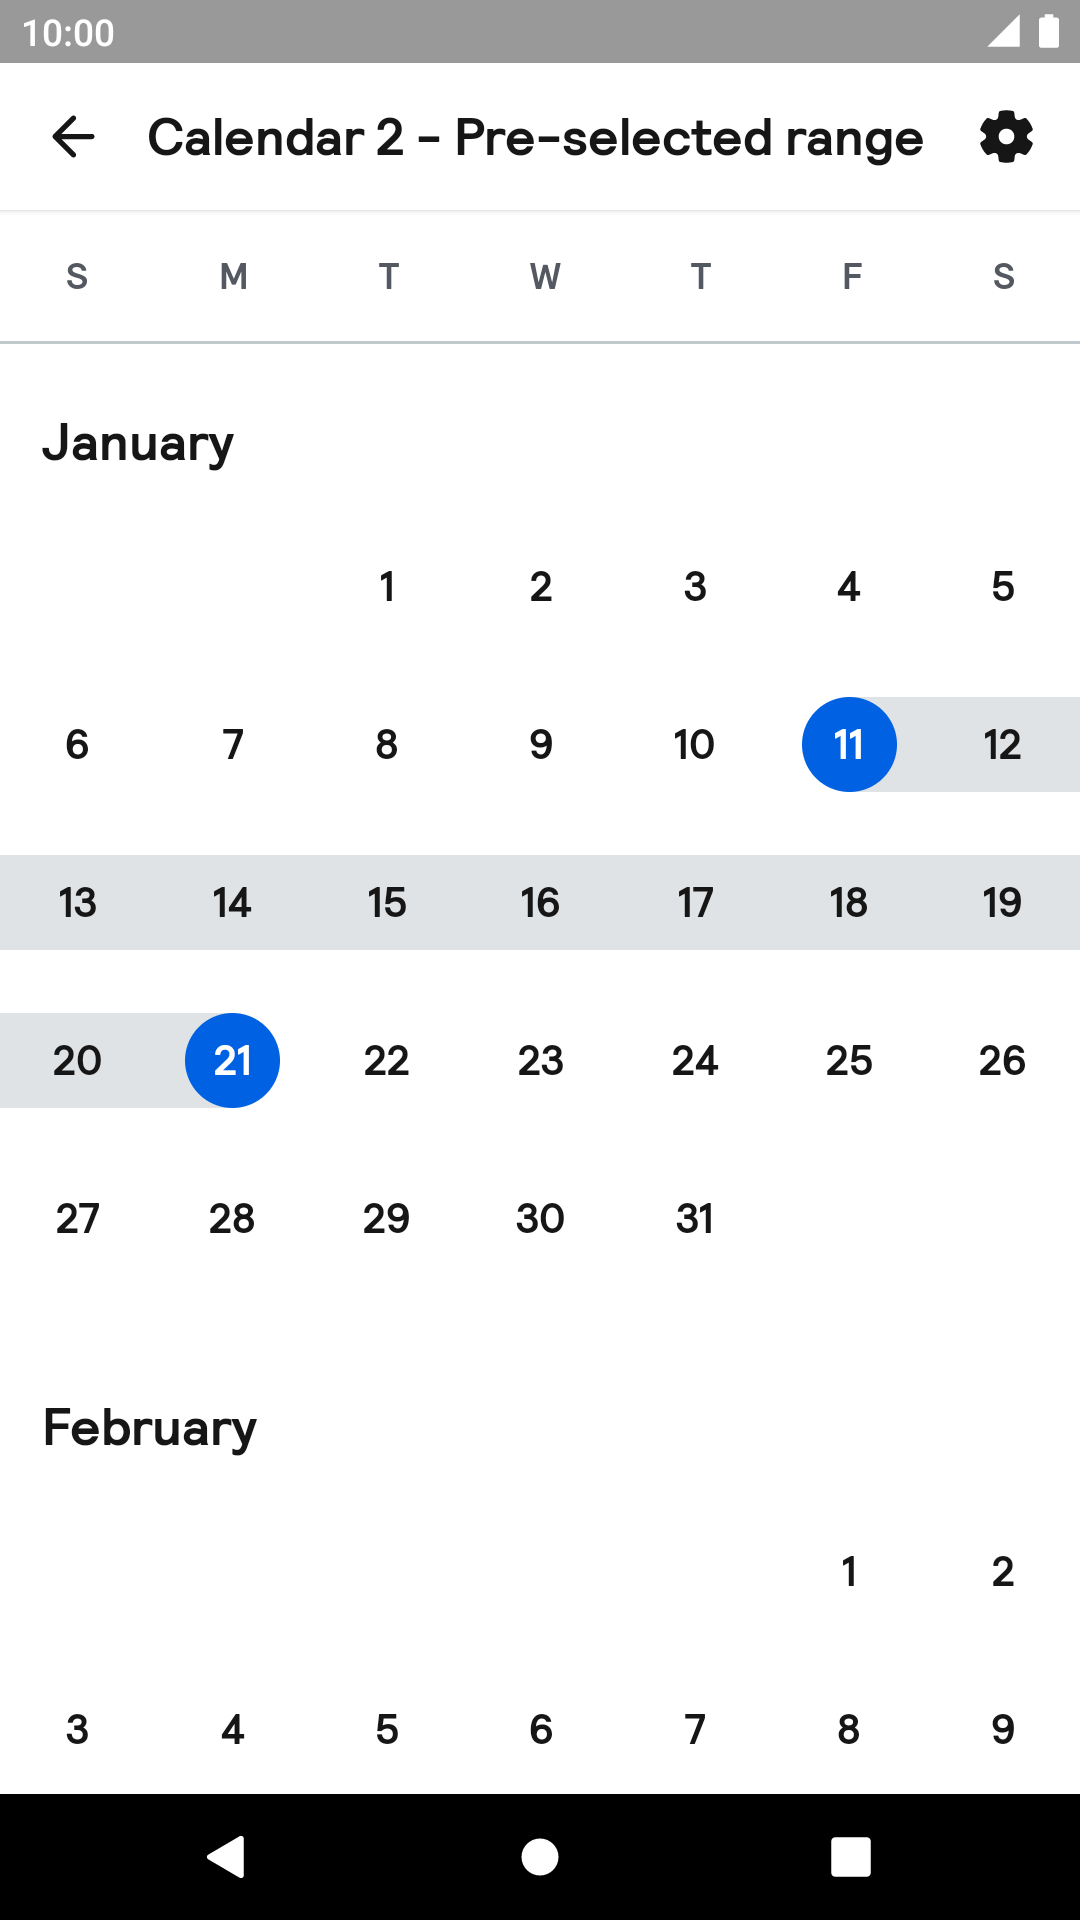 10:00
Calendar 2 - Pre-selected range
S M T W T F S
January
1 2 3 4 5
6 7 8 9 10 11 12
13 14 15 16 17 18 19
20 21 22 23 24 25 26
27 28 29 30 31
February
1 2
3 4 5 6 7 8 9